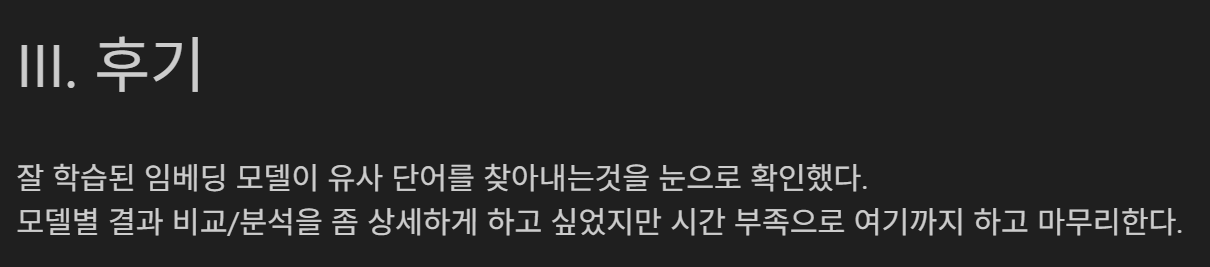 III. 후기
잘 학습된 임베딩 모델이 유사 단어를 찾아내는것을 눈으로 확인했다.
모델별 결과 비교/분석을 좀 상세하게 하고 싶었지만 시간 부족으로 여기까지 하고 마무리한다.